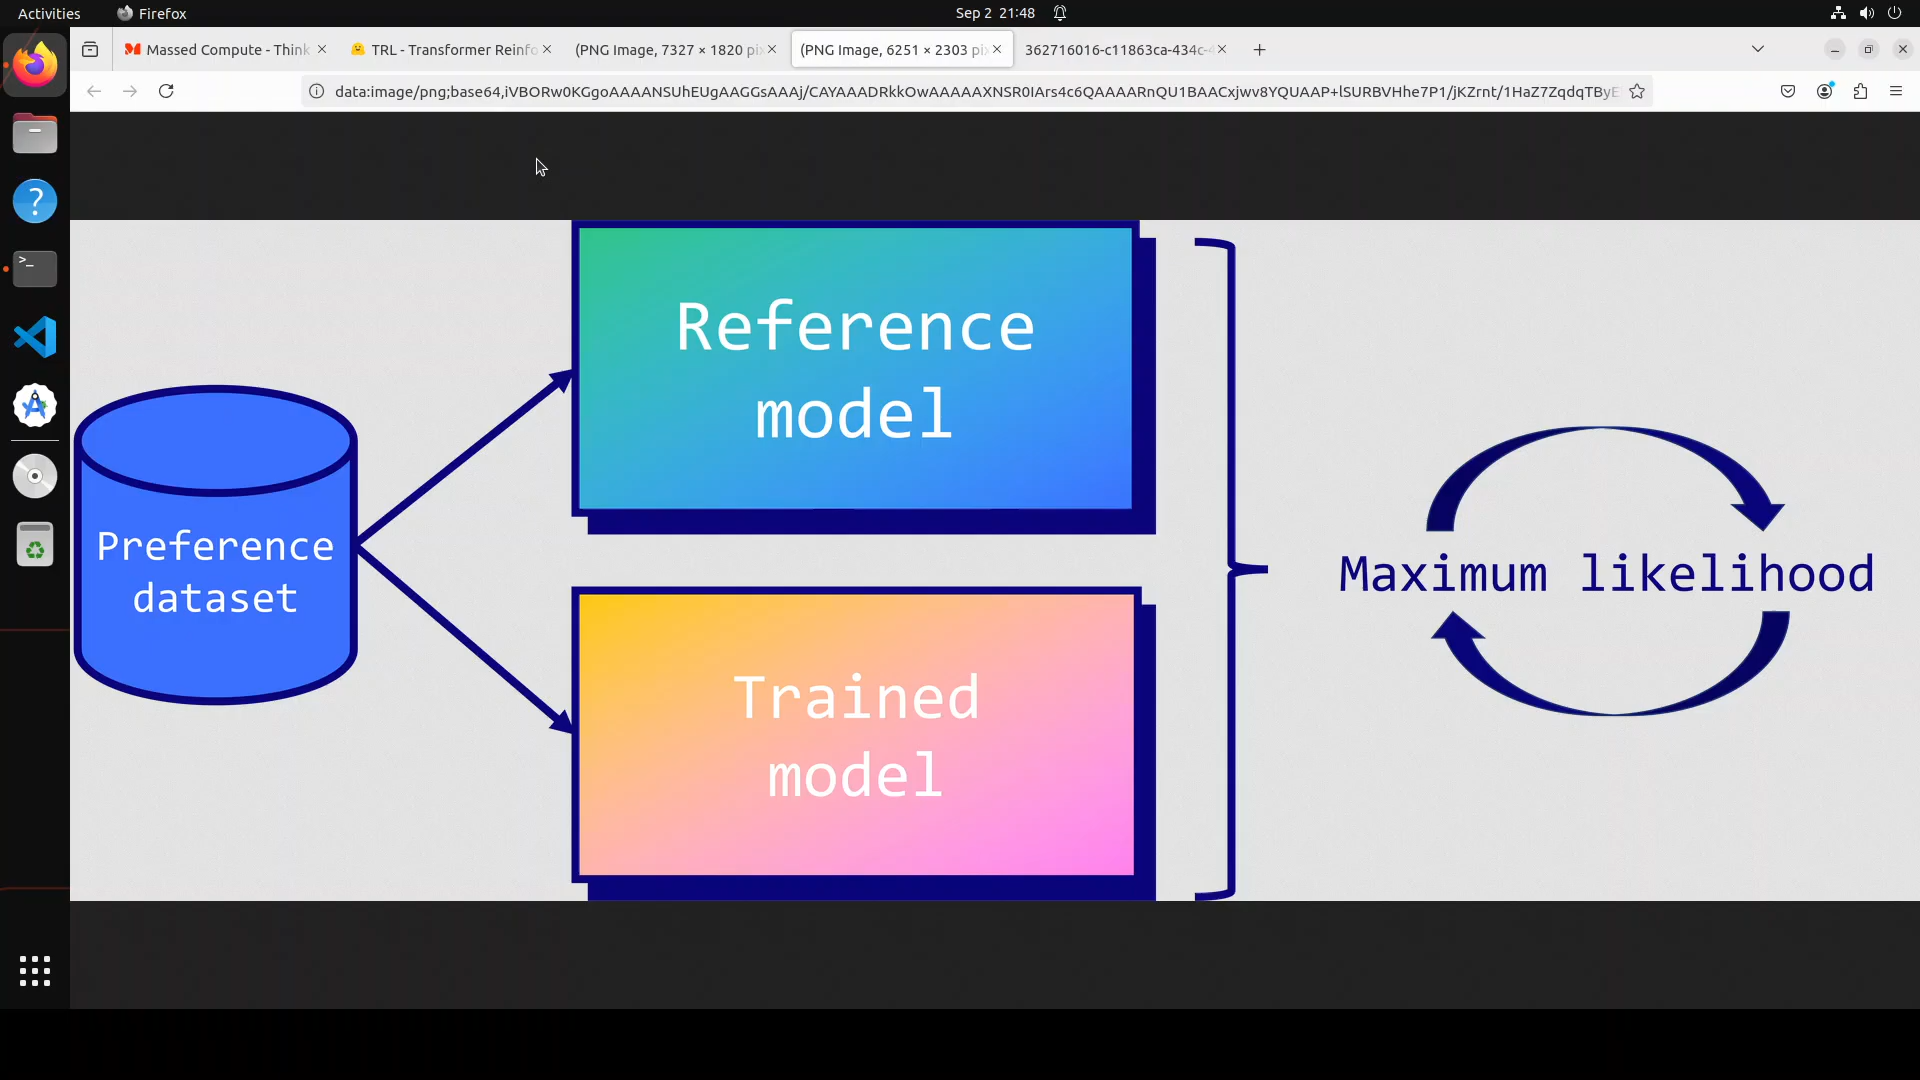 Activities
Firefox
Sep 2 21:48
Massed Compute - Think
TRL - Transformer Reinfo
(PNG Image, 7327 × 1820 pi
(PNG Image, 6251 × 2303 pi
362716016-c11863ca-434c-4
data:image/png;base64,iVBORw0KGgoAAAANSUhEUgAAGGsAAAj/CAYAAADRkkOwAAAAAXNSR0IArs4c6QAAAARnQU1BAACxjwv8YQUAAP+lSURBVHhe7P1/jKZrnt/1HaZ7ZqdqTByE
Reference
model
Preference
dataset
Maximum likelihood
Trained
model